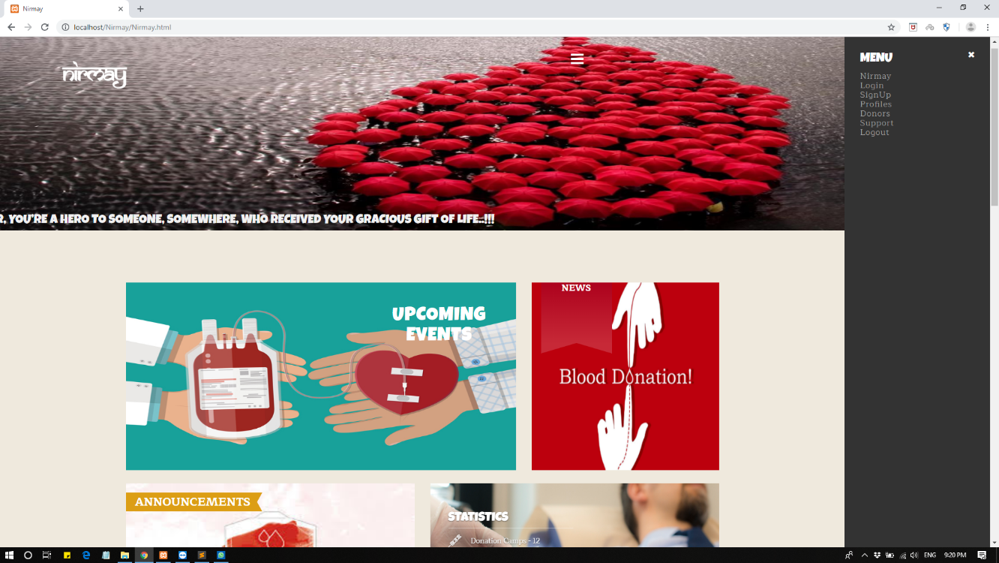 Nirmay
localhost/Nirmay/Nirmay.html
nirmay
MENU
Nirmay
Login
SignUp
Profiles
Donors
Support
Logout
R, YOU'RE A HERO TO SOMEONE, SOMEWHERE, WHO RECEIVED YOUR GRACIOUS GIFT OF LIFE..!!!
UPCOMING
EVENTS
NEWS
Blood Donation!
ANNOUNCEMENTS
STATISTICS
Donation Camps - 12
ENG
9:20 PM